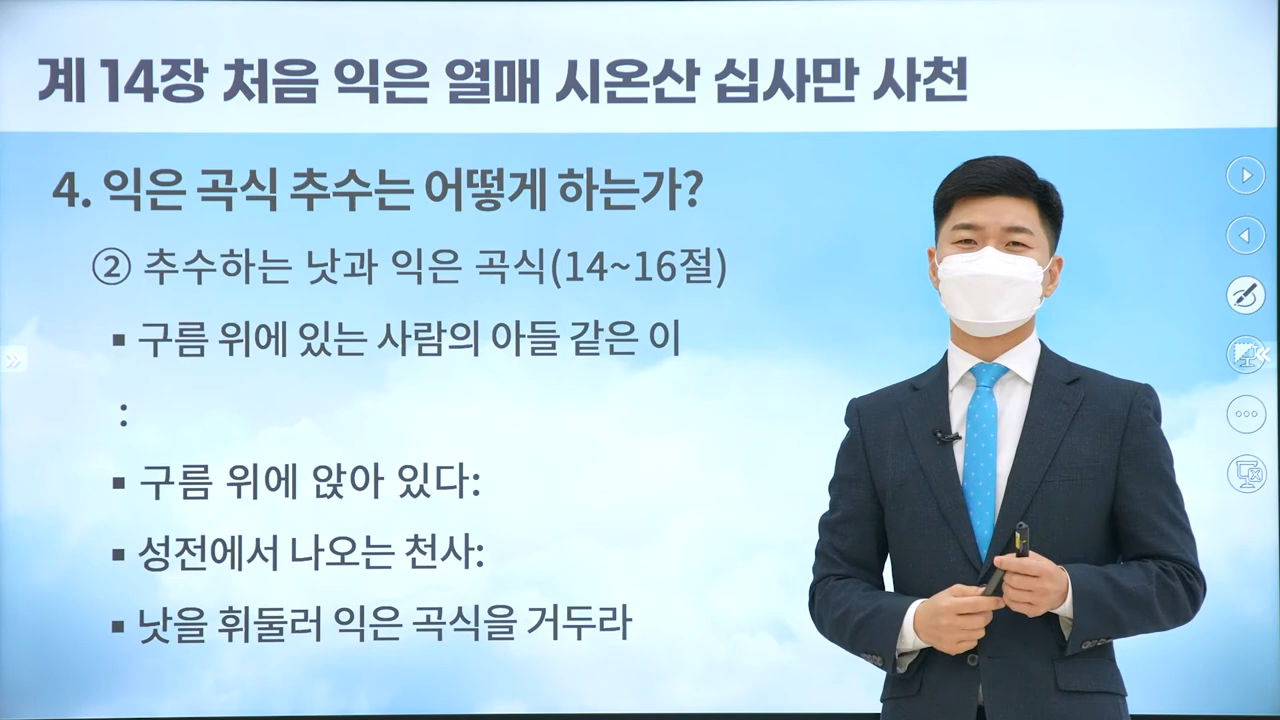 계 14장 처음 익은 열매 시온산 십사만 사천
4. 익은 곡식 추수는 어떻게 하는가?
② 추수하는 낫과 익은 곡식(14~16절)
▪ 구름 위에 있는 사람의 아들 같은 이
:
▪ 구름 위에 앉아 있다:
▪ 성전에서 나오는 천사:
▪ 낫을 휘둘러 익은 곡식을 거두라